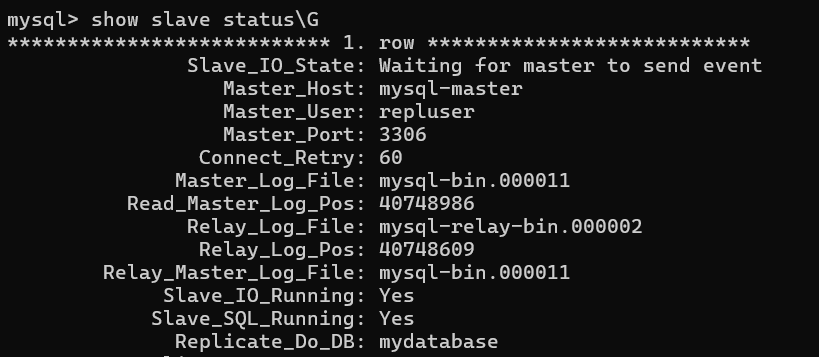 mysql> show slave status\G
*************************** 1. row ***************************
Slave_IO_State: Waiting for master to send event
Master_Host: mysql-master
Master_User: repluser
Master_Port: 3306
Connect_Retry: 60
Master_Log_File: mysql-bin.000011
Read_Master_Log_Pos: 40748986
Relay_Log_File: mysql-relay-bin.000002
Relay_Log_Pos: 40748609
Relay_Master_Log_File: mysql-bin.000011
Slave_IO_Running: Yes
Slave_SQL_Running: Yes
Replicate_Do_DB: mydatabase